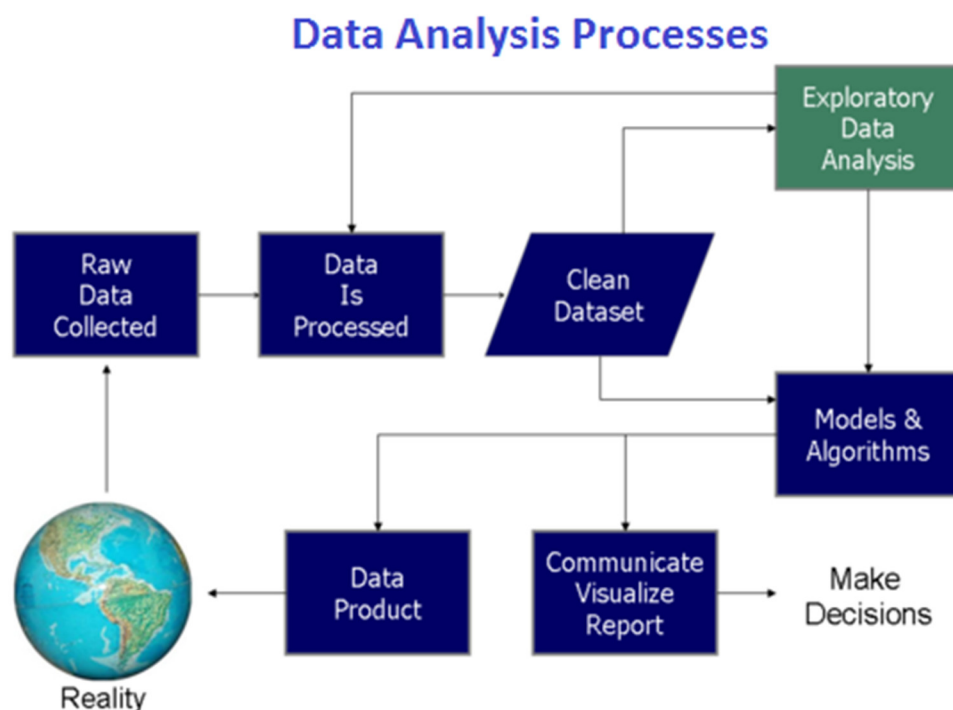 Data Analysis Processes
Exploratory
Data
Analysis
Raw
Data
Collected
Data
Is
Processed
Clean
Dataset
Models &
Algorithms
Data
Product
Communicate
Visualize
Report
Make
Decisions
Reality